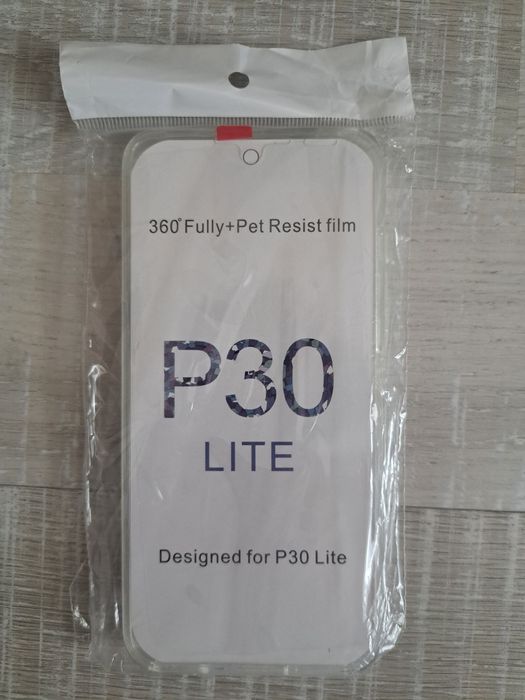 360°Fully+Pet Resist film
P30
LITE
Designed for P30 Lite